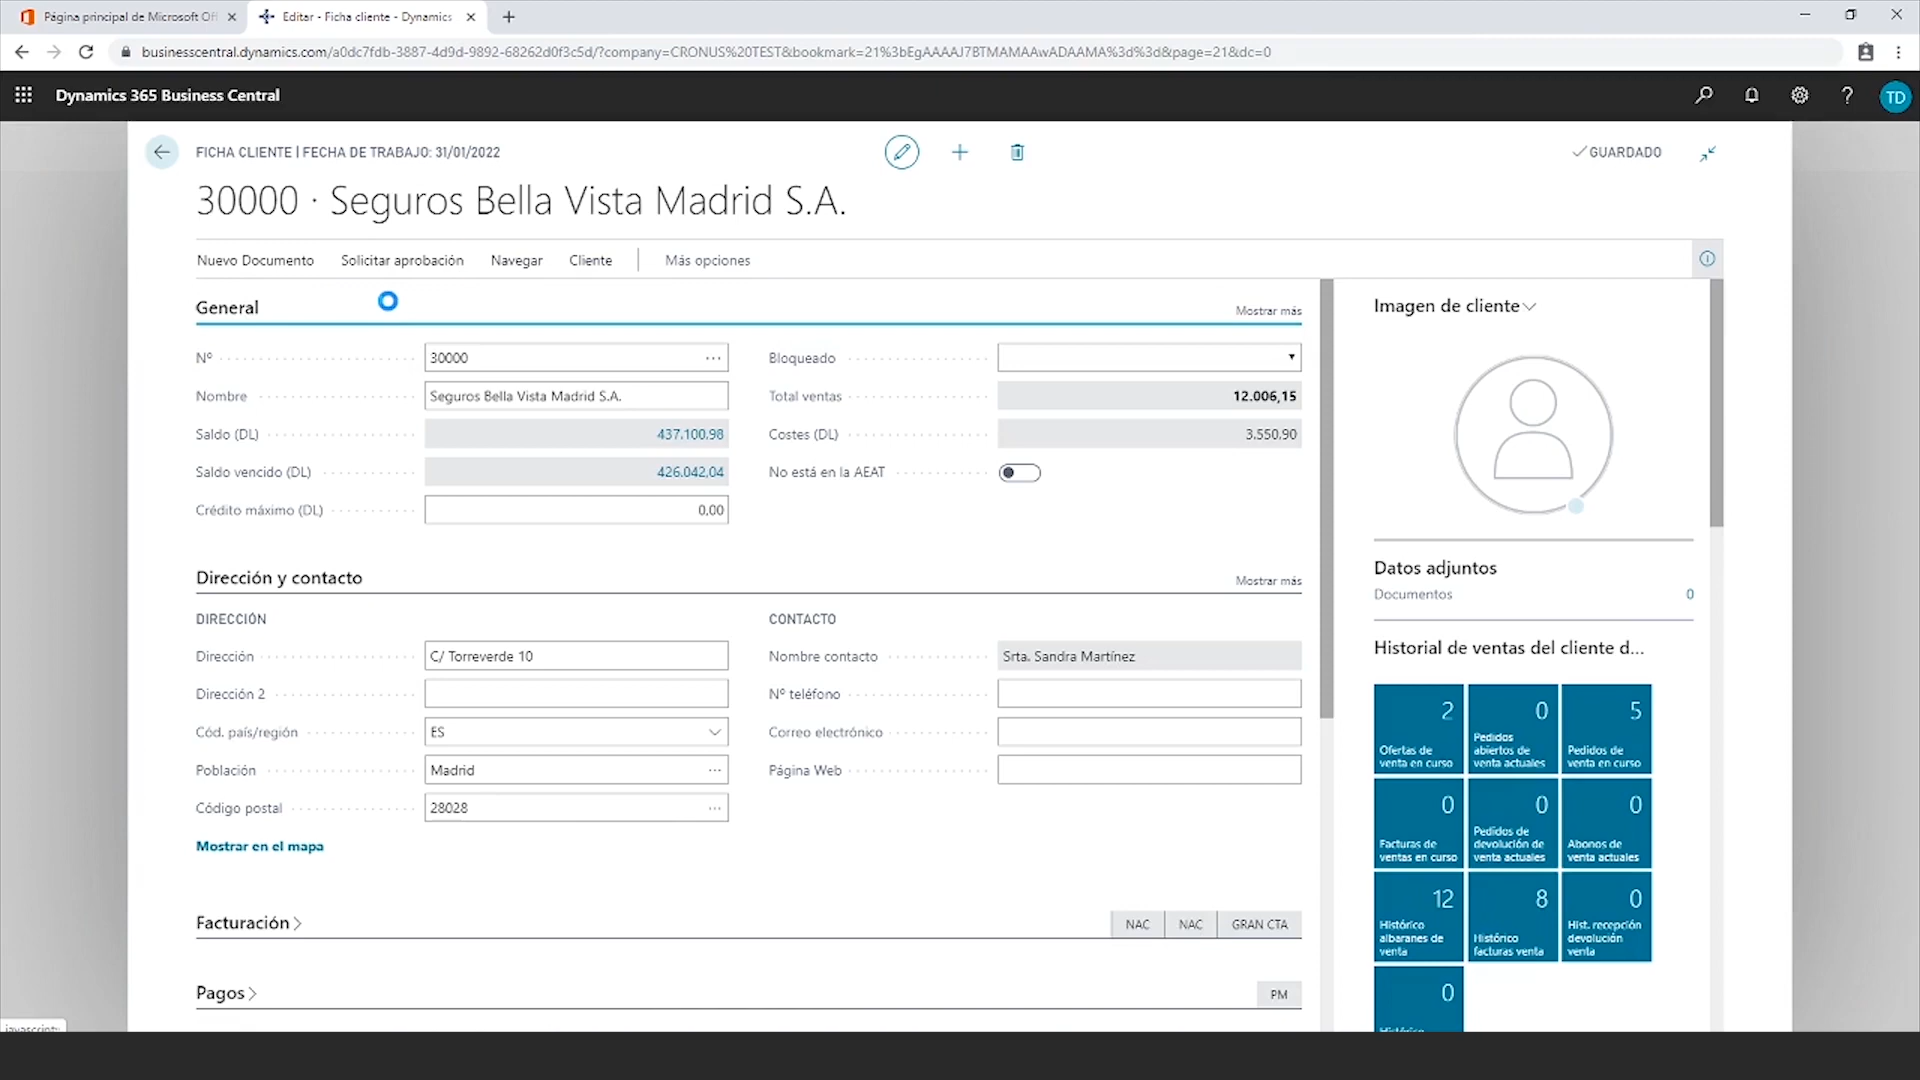 Página principal de Microsoft Of
Editar - Ficha cliente - Dynamics
businesscentral.dynamics.com/a0dc7fdb-3887-4d9d-9892-68262d0f3c5d/?company=CRONUS%20TEST&bookmark=21%3bEgAAAAJ7BTMAMAAwADAAMA%3d%3d&page=21&dc=0
Dynamics 365 Business Central
TD
FICHA CLIENTE | FECHA DE TRABAJO: 31/01/2022
GUARDADO
30000 · Seguros Bella Vista Madrid S.A.
Nuevo Documento Solicitar aprobación Navegar Cliente Más opciones
General
Mostrar más
Nº 30000
Nombre Seguros Bella Vista Madrid S.A.
Saldo (DL) 437.100,98
Saldo vencido (DL) 426.042,04
Crédito máximo (DL) 0,00
Bloqueado
Total ventas 12.006,15
Costes (DL) 3.550,90
No está en la AEAT
Dirección y contacto
Mostrar más
DIRECCIÓN
Dirección C/ Torreverde 10
Dirección 2
Cód. país/región ES
Población Madrid
Código postal 28028
Mostrar en el mapa
CONTACTO
Nombre contacto Srta. Sandra Martínez
Nº teléfono
Correo electrónico
Página Web
Facturación
NAC NAC GRAN CTA
Pagos
PM
Imagen de cliente
Datos adjuntos
Documentos 0
Historial de ventas del cliente d...
2
Ofertas de
venta en curso
0
Pedidos
abiertos de
venta actuales
5
Pedidos de
venta en curso
0
Facturas de
ventas en curso
0
Pedidos de
devolución de
venta actuales
0
Abonos de
venta actuales
12
Histórico
albaranes de
venta
8
Histórico
facturas venta
0
Hist. recepción
devolución
venta
0
Histórico
javascript: